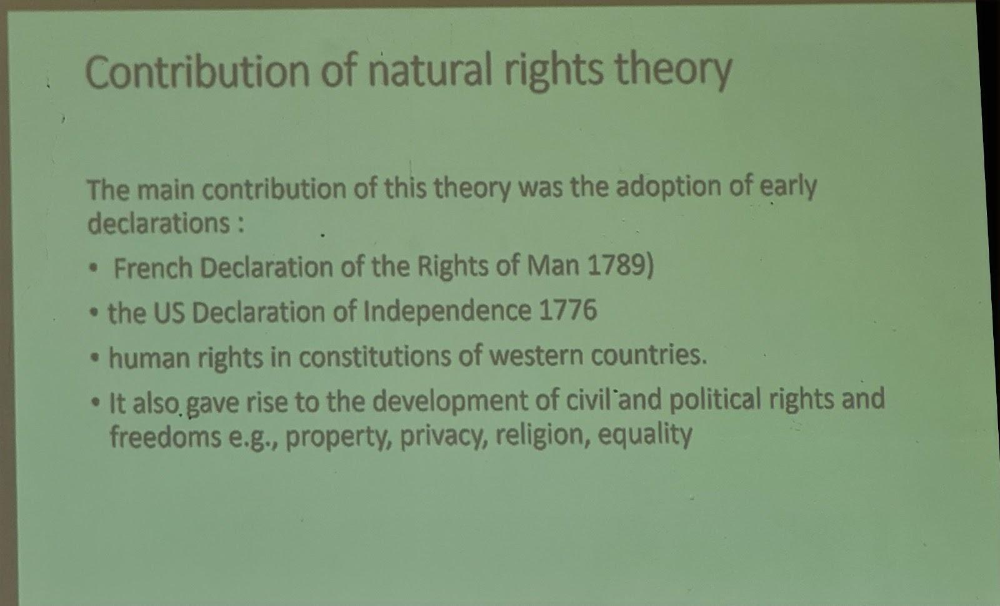 Contribution of natural rights theory
The main contribution of this theory was the adoption of early
declarations :
• French Declaration of the Rights of Man 1789)
• the US Declaration of Independence 1776
• human rights in constitutions of western countries.
• It also gave rise to the development of civil and political rights and
freedoms e.g., property, privacy, religion, equality